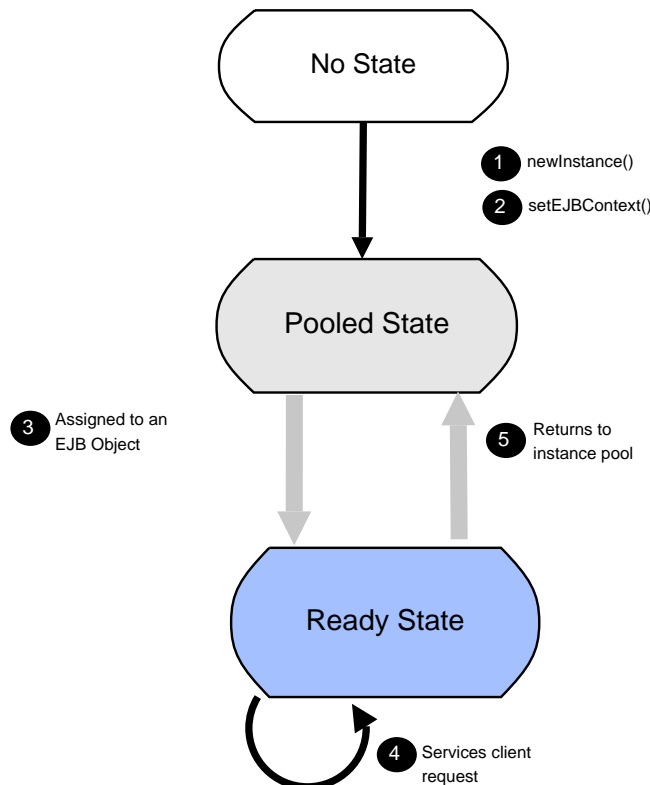 No State
1 newInstance()
2 setEJBContext()
Pooled State
3 Assigned to an
EJB Object
5 Returns to
instance pool
Ready State
4 Services client
request